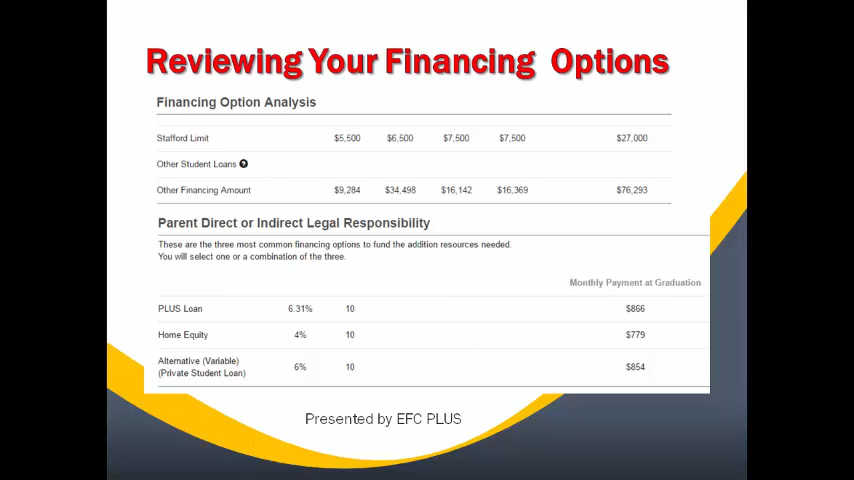 Reviewing Your Financing Options
Financing Option Analysis
Stafford Limit $5,500 $6,500 $7,500 $7,500 $27,000
Other Student Loans
Other Financing Amount $9,284 $34,498 $16,142 $16,369 $76,293
Parent Direct or Indirect Legal Responsibility
These are the three most common financing options to fund the addition resources needed.
You will select one or a combination of the three.
Monthly Payment at Graduation
PLUS Loan 6.31% 10 $866
Home Equity 4% 10 $779
Alternative (Variable)
(Private Student Loan) 6% 10 $854
Presented by EFC PLUS